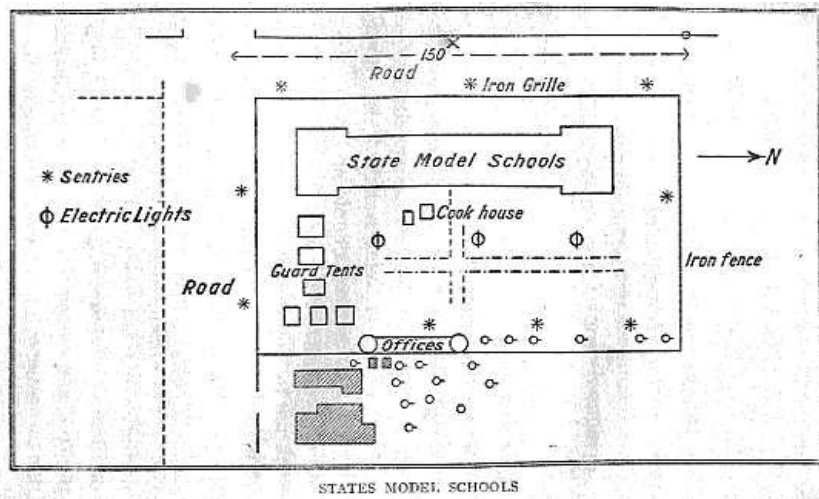 150
Road
Iron Grille
State Model Schools
N
Sentries
Electric Lights
Cook house
Guard Tents
Iron fence
Road
Offices
STATES MODEL SCHOOLS